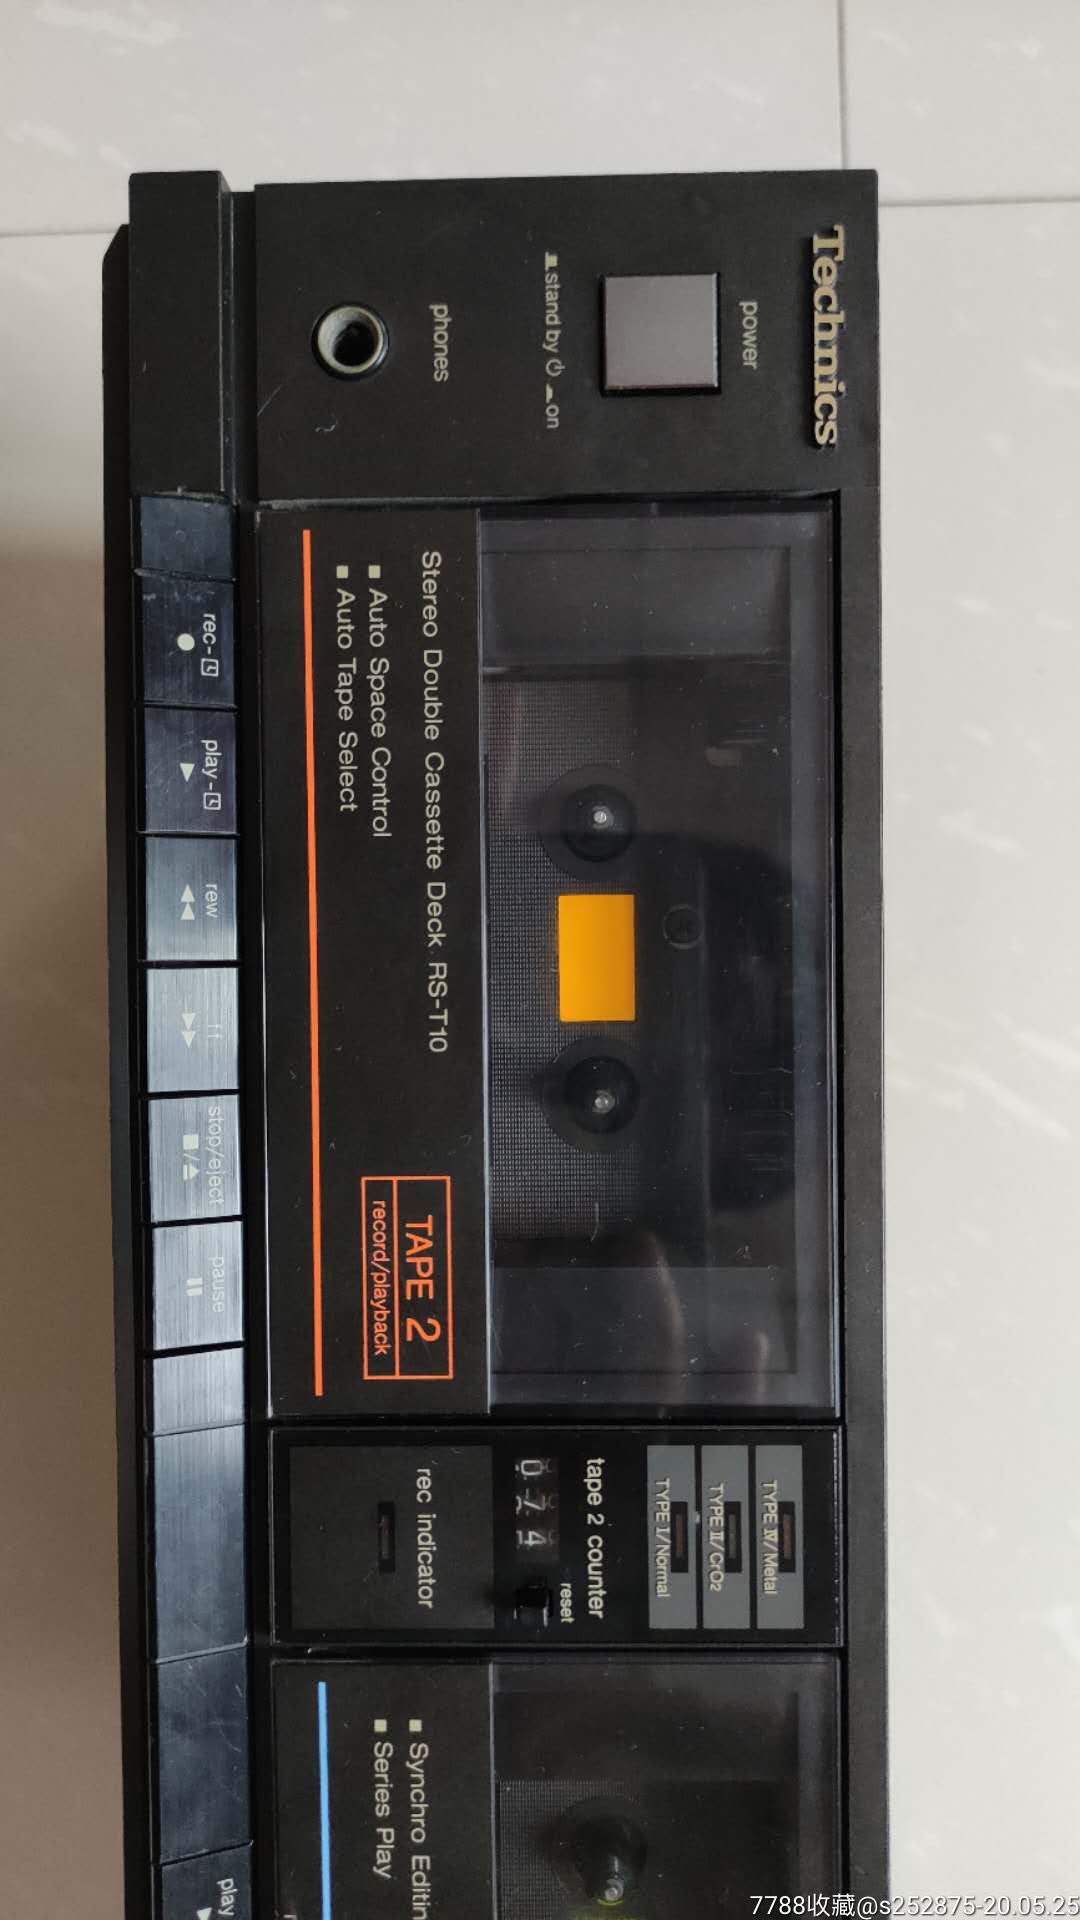 Technics
power
stand by on
phones
Stereo Double Cassette Deck RS-T10
Auto Space Control
Auto Tape Select
TAPE 2
record/playback
rec-
play-
rew
ff
stop/eject
pause
TYPE IV/Metal
TYPE II/CrO2
TYPE I/Normal
tape 2 counter
reset
074
rec indicator
Synchro Editin
Series Play
play
7788收藏@s252875-20.05.25